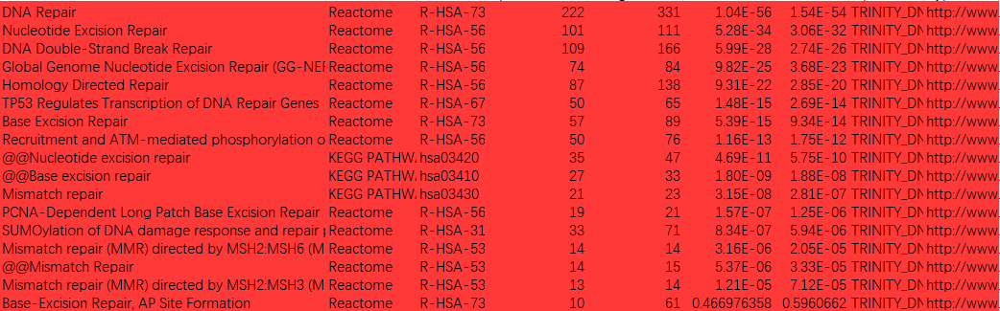 DNA Repair Reactome R-HSA-73 222 331 1.04E-56 1.54E-54 TRINITY_DN http://www.
Nucleotide Excision Repair Reactome R-HSA-56 101 111 5.28E-34 3.06E-32 TRINITY_DN http://www.
DNA Double-Strand Break Repair Reactome R-HSA-56 109 166 5.99E-28 2.74E-26 TRINITY_DN http://www.
Global Genome Nucleotide Excision Repair (GG-NER Reactome R-HSA-56 74 84 9.82E-25 3.68E-23 TRINITY_DN http://www.
Homology Directed Repair Reactome R-HSA-56 87 138 9.31E-22 2.85E-20 TRINITY_DN http://www.
TP53 Regulates Transcription of DNA Repair Genes Reactome R-HSA-67 50 65 1.48E-15 2.69E-14 TRINITY_DN http://www.
Base Excision Repair Reactome R-HSA-73 57 89 5.39E-15 9.34E-14 TRINITY_DN http://www.
Recruitment and ATM-mediated phosphorylation o Reactome R-HSA-56 50 76 1.16E-13 1.75E-12 TRINITY_DN http://www.
@@Nucleotide excision repair KEGG PATHWA hsa03420 35 47 4.69E-11 5.75E-10 TRINITY_DN http://www.
@@Base excision repair KEGG PATHWA hsa03410 27 33 1.80E-09 1.88E-08 TRINITY_DN http://www.
Mismatch repair KEGG PATHWA hsa03430 21 23 3.15E-08 2.81E-07 TRINITY_DN http://www.
PCNA-Dependent Long Patch Base Excision Repair Reactome R-HSA-56 19 21 1.57E-07 1.25E-06 TRINITY_DN http://www.
SUMOylation of DNA damage response and repair p Reactome R-HSA-31 33 71 8.34E-07 5.94E-06 TRINITY_DN http://www.
Mismatch repair (MMR) directed by MSH2:MSH6 (M Reactome R-HSA-53 14 14 3.16E-06 2.05E-05 TRINITY_DN http://www.
@@Mismatch Repair Reactome R-HSA-53 14 15 5.37E-06 3.33E-05 TRINITY_DN http://www.
Mismatch repair (MMR) directed by MSH2:MSH3 (M Reactome R-HSA-53 13 14 1.21E-05 7.12E-05 TRINITY_DN http://www.
Base-Excision Repair, AP Site Formation Reactome R-HSA-73 10 61 0.466976358 0.5960662 TRINITY_DN http://www.